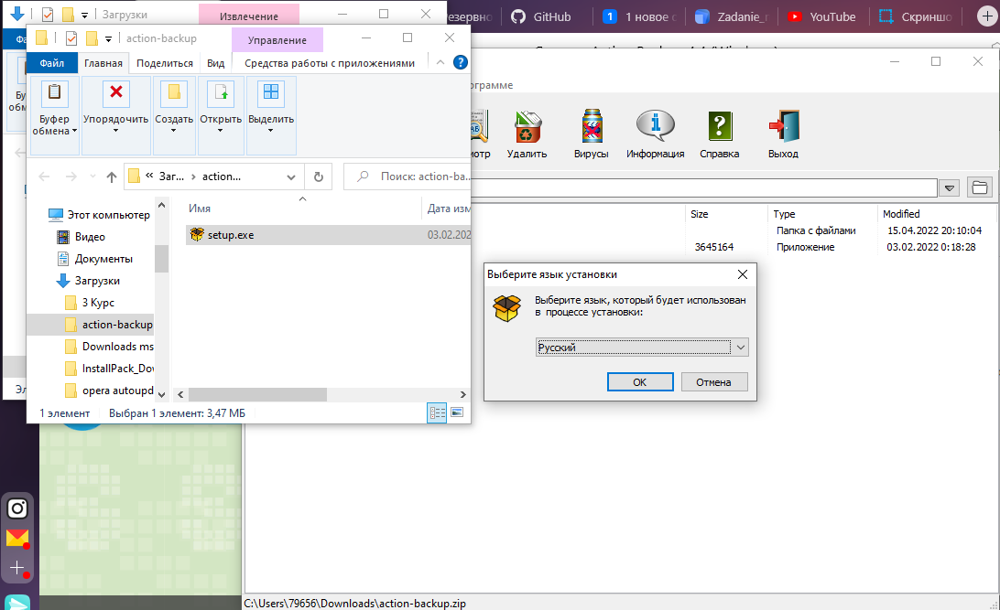 Загрузки
Извлечение
GitHub
1
1 новое
Zadanie_
YouTube
Скриншо
action-backup
Управление
Файл
Главная
Поделиться
Вид
Средства работы с приложениями
?
Буфер
обмена
Упорядочить
Создать
Открыть
Выделить
Удалить
Вирусы
Информация
Справка
Выход
« Заг... › action...
Поиск: action-ba...
Этот компьютер
Видео
Документы
Загрузки
3 Курс
action-backup
Downloads ms
InstallPack_Do
opera autoupd
Имя
Дата изм
setup.exe
03.02.202
1 элемент
Выбран 1 элемент: 3,47 МБ
Size
Type
Modified
Папка с файлами
15.04.2022 20:10:04
3645164
Приложение
03.02.2022 0:18:28
Выберите язык установки
Выберите язык, который будет использован
в процессе установки:
Русский
OK
Отмена
C:\Users\79656\Downloads\action-backup.zip